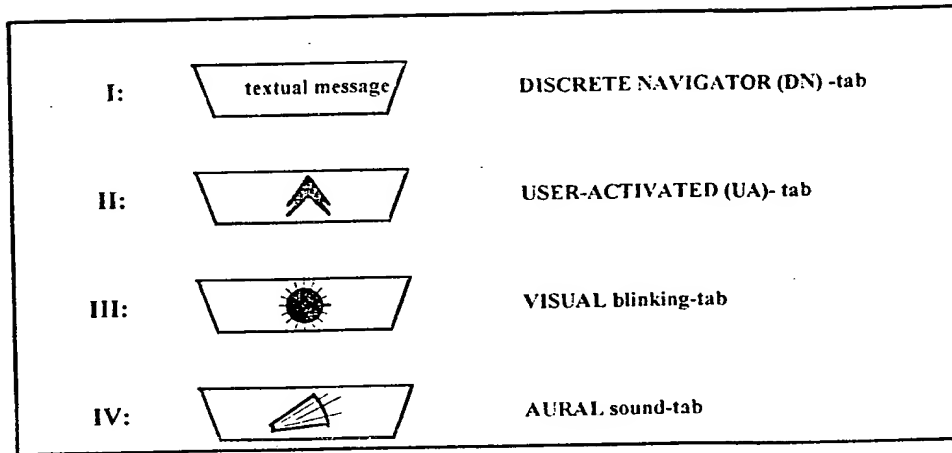 I: textual message DISCRETE NAVIGATOR (DN) -tab
II: USER-ACTIVATED (UA)- tab
III: VISUAL blinking-tab
IV: AURAL sound-tab